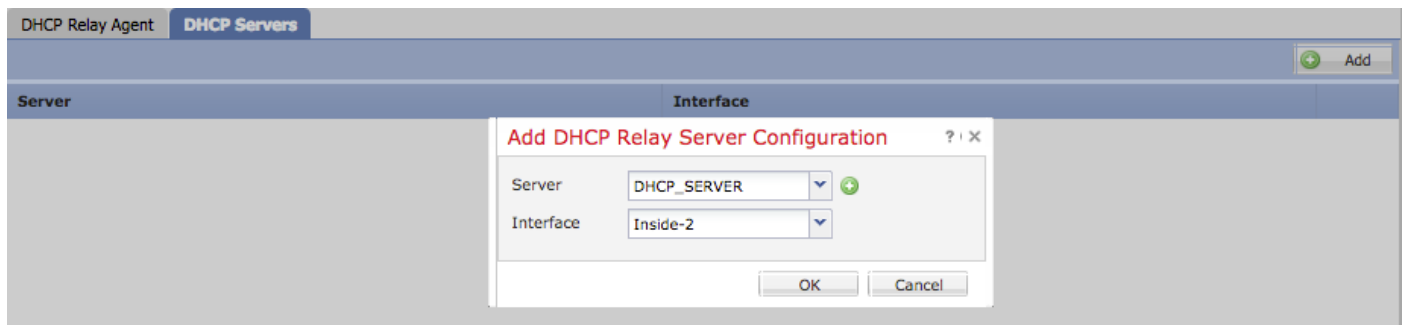 DHCP Relay Agent DHCP Servers
Add
Server Interface
Add DHCP Relay Server Configuration ?
Server DHCP_SERVER
Interface Inside-2
OK Cancel